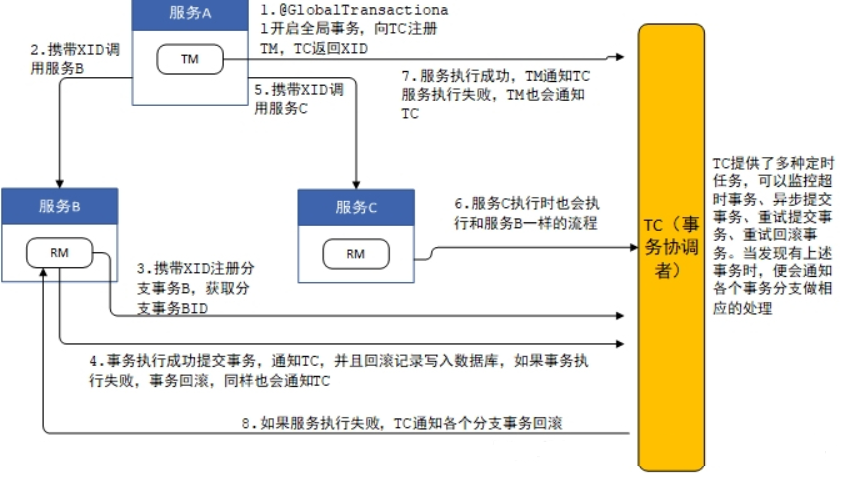 服务A
TM
1.@GlobalTransactiona
l开启全局事务，向TC注册
TM，TC返回XID
2.携带XID调
用服务B
7.服务执行成功，TM通知TC
服务执行失败，TM也会通知
TC
5.携带XID调
用服务C
服务B
RM
服务C
RM
6.服务C执行时也会执
行和服务B一样的流程
3.携带XID注册分
支事务B，获取分
支事务BID
4.事务执行成功提交事务，通知TC，并且回滚记录写入数据库，如果事务执
行失败，事务回滚，同样也会通知TC
8.如果服务执行失败，TC通知各个分支事务回滚
TC（事
务协调
者）
TC提供了多种定时
任务，可以监控超
时事务、异步提交
事务、重试提交事
务、重试回滚事
务。当发现有上述
事务时，便会通知
各个事务分支做相
应的处理